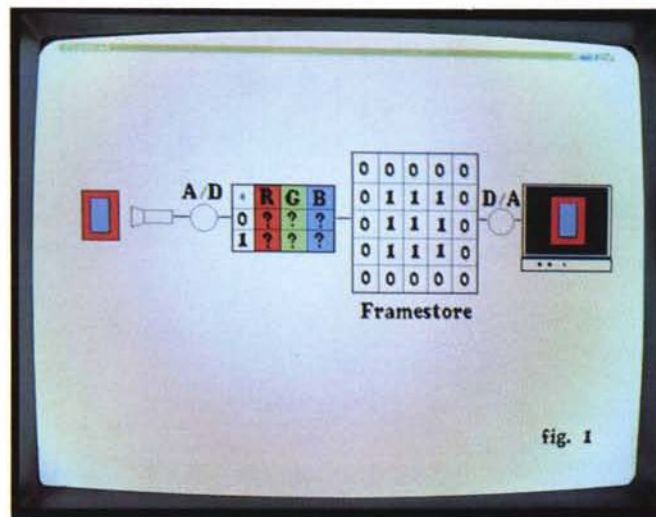 A/D
* R G B
0 ? ? ?
1 ? ? ?
0 0 0 0 0
0 1 1 1 0
0 1 1 1 0
0 1 1 1 0
0 0 0 0 0
Framestore
D/A
fig. 1